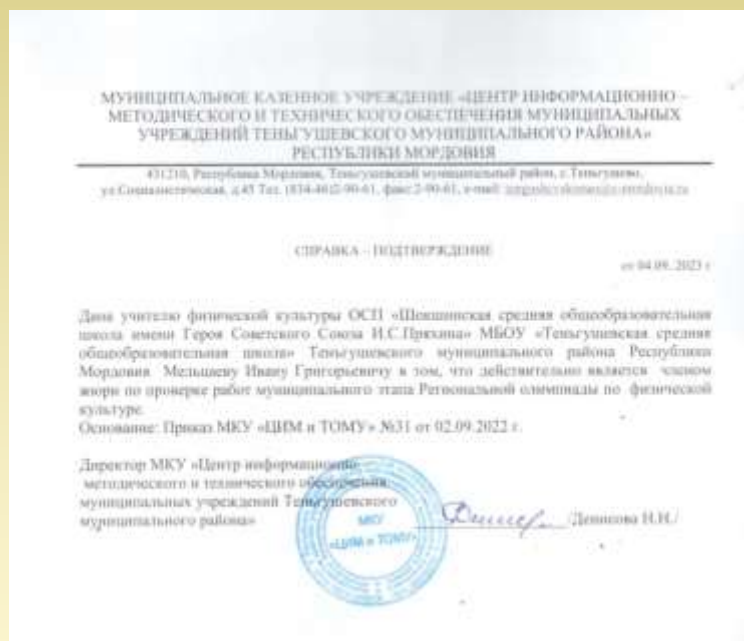 МУНИЦИПАЛЬНОЕ КАЗЕННОЕ УЧРЕЖДЕНИЕ «ЦЕНТР ИНФОРМАЦИОННО –
МЕТОДИЧЕСКОГО И ТЕХНИЧЕСКОГО ОБЕСПЕЧЕНИЯ МУНИЦИПАЛЬНЫХ
УЧРЕЖДЕНИЙ ТЕНЬГУШЕВСКОГО МУНИЦИПАЛЬНОГО РАЙОНА»
РЕСПУБЛИКИ МОРДОВИЯ
431210, Республика Мордовия, Теньгушевский муниципальный район, с.Теньгушево,
ул.Социалистическая, д.45 Тел. (834-46)2-90-61, факс 2-90-61, e-mail:
СПРАВКА – ПОДТВЕРЖДЕНИЕ
от 04.09. 2023 г
Дана учителю физической культуры ОСП «Шокшинская средняя общеобразовательная
школа имени Героя Советского Союза И.С.Пряхина» МБОУ «Теньгушевская средняя
общеобразовательная школа» Теньгушевского муниципального района Республики
Мордовия Мельцаеву Ивану Григорьевичу в том, что действительно является членом
жюри по проверке работ муниципального этапа Региональной олимпиады по физической
культуре.
Основание: Приказ МКУ «ЦИМ и ТОМУ» №31 от 02.09.2022 г.
Директор МКУ «Центр информационно-
методического и технического обеспечения
муниципальных учреждений Теньгушевского
муниципального района» /Денисова Н.Н./
МКУ
«ЦИМ и ТОМУ»